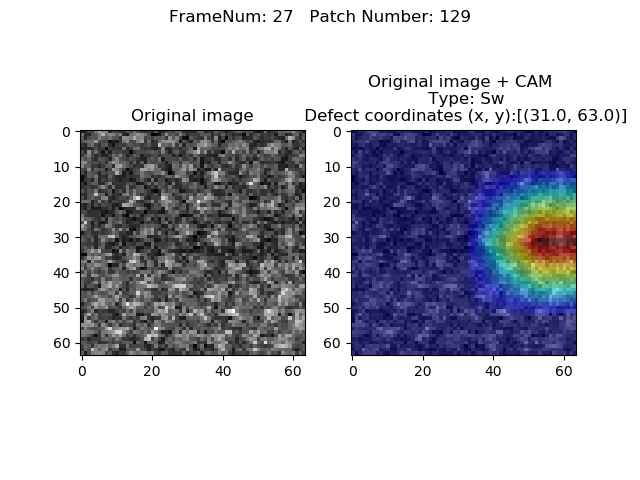 FrameNum: 27   Patch Number: 129
Original image
Original image + CAM
Type: Sw
Defect coordinates (x, y):[(31.0, 63.0)]
0
10
20
30
40
50
60
0 20 40 60
0
10
20
30
40
50
60
0 20 40 60